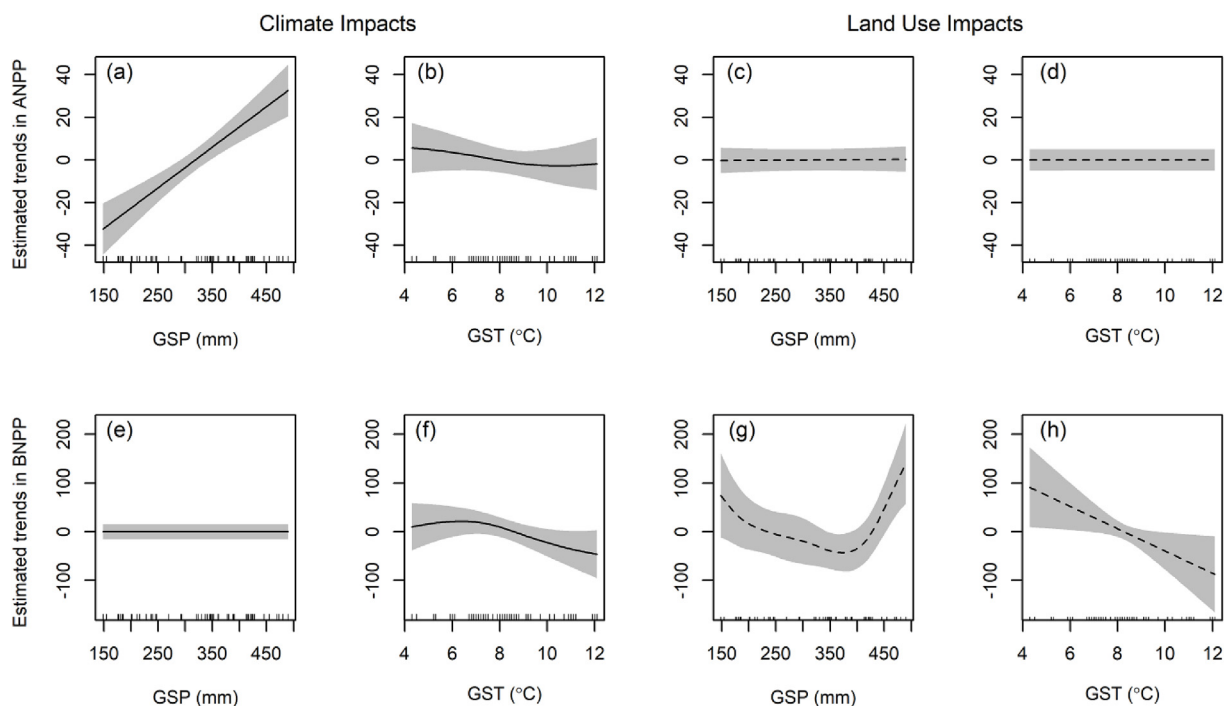 Climate Impacts
Land Use Impacts
Estimated trends in ANPP
(a)
40
20
0
-20
-40
150 250 350 450
GSP (mm)
(b)
40
20
0
-20
-40
4 6 8 10 12
GST (°C)
(c)
40
20
0
-20
-40
150 250 350 450
GSP (mm)
(d)
40
20
0
-20
-40
4 6 8 10 12
GST (°C)
Estimated trends in BNPP
(e)
200
100
0
-100
150 250 350 450
GSP (mm)
(f)
200
100
0
-100
4 6 8 10 12
GST (°C)
(g)
200
100
0
-100
150 250 350 450
GSP (mm)
(h)
200
100
0
-100
4 6 8 10 12
GST (°C)